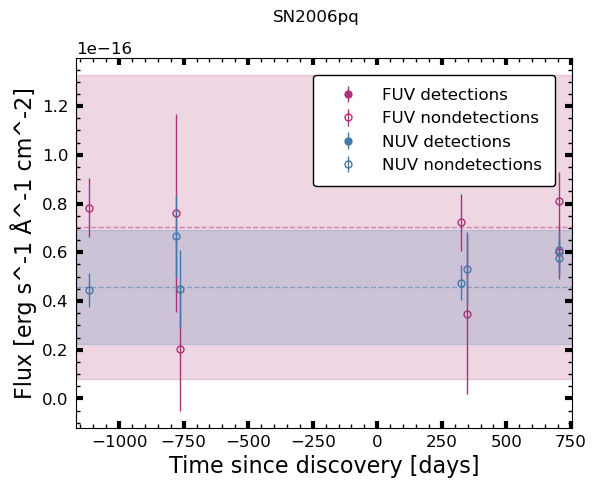 SN2006pq
1e−16
Flux [erg s^-1 Å^-1 cm^-2]
1.2
1.0
0.8
0.6
0.4
0.2
0.0
FUV detections
FUV nondetections
NUV detections
NUV nondetections
−1000 −750 −500 −250 0 250 500 750
Time since discovery [days]